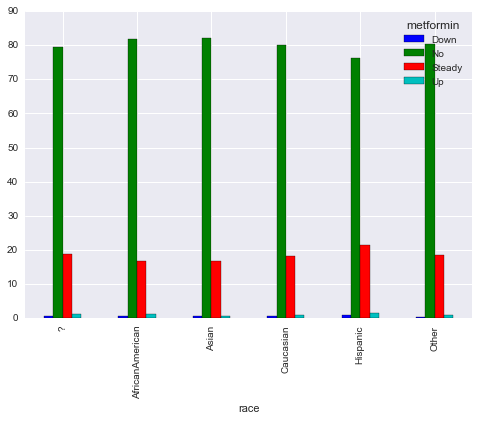 metformin
Down
No
Steady
Up
90
80
70
60
50
40
30
20
10
0
?
AfricanAmerican
Asian
Caucasian
Hispanic
Other
race